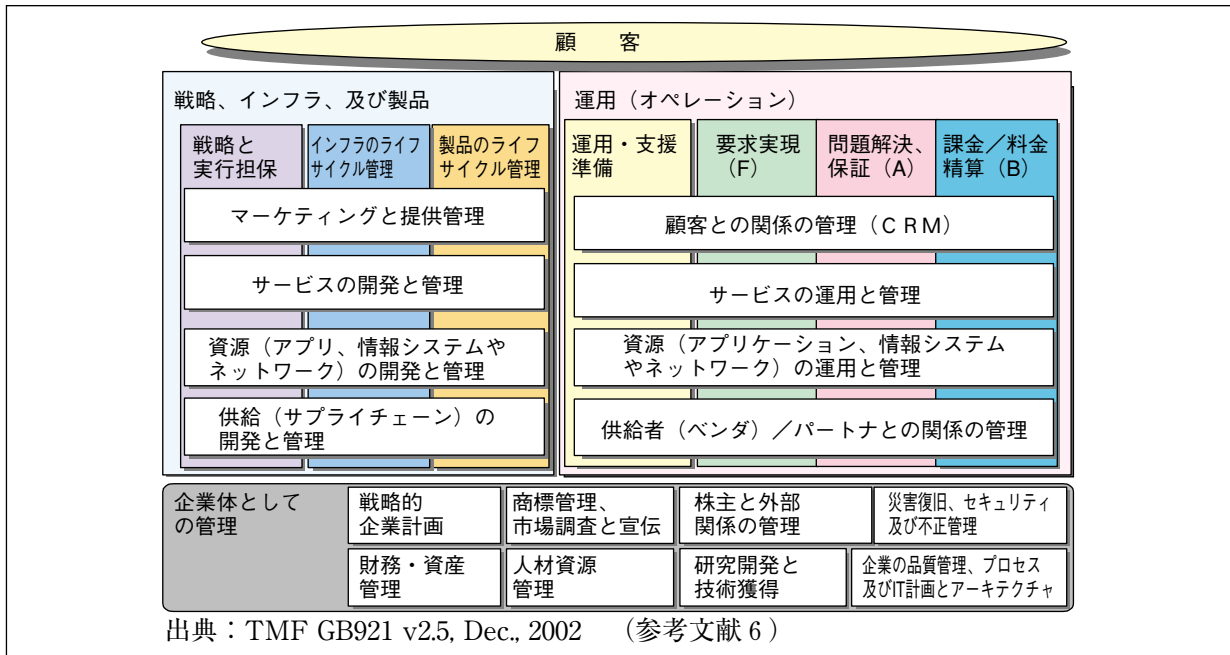 顧　客
戦略、インフラ、及び製品
戦略と
実行担保
インフラのライフ
サイクル管理
製品のライフ
サイクル管理
マーケティングと提供管理
サービスの開発と管理
資源（アプリ、情報システムや
ネットワーク）の開発と管理
供給（サプライチェーン）の
開発と管理
運用（オペレーション）
運用・支援
準備
要求実現
（F）
問題解決、
保証（A）
課金／料金
精算（B）
顧客との関係の管理（ＣＲＭ）
サービスの運用と管理
資源（アプリケーション、情報システム
やネットワーク）の運用と管理
供給者（ベンダ）／パートナとの関係の管理
企業体として
の管理
戦略的
企業計画
商標管理、
市場調査と宣伝
株主と外部
関係の管理
災害復旧、セキュリティ
及び不正管理
財務・資産
管理
人材資源
管理
研究開発と
技術獲得
企業の品質管理、プロセス
及びIT計画とアーキテクチャ
出典：TMF GB921 v2.5, Dec., 2002　（参考文献 6）